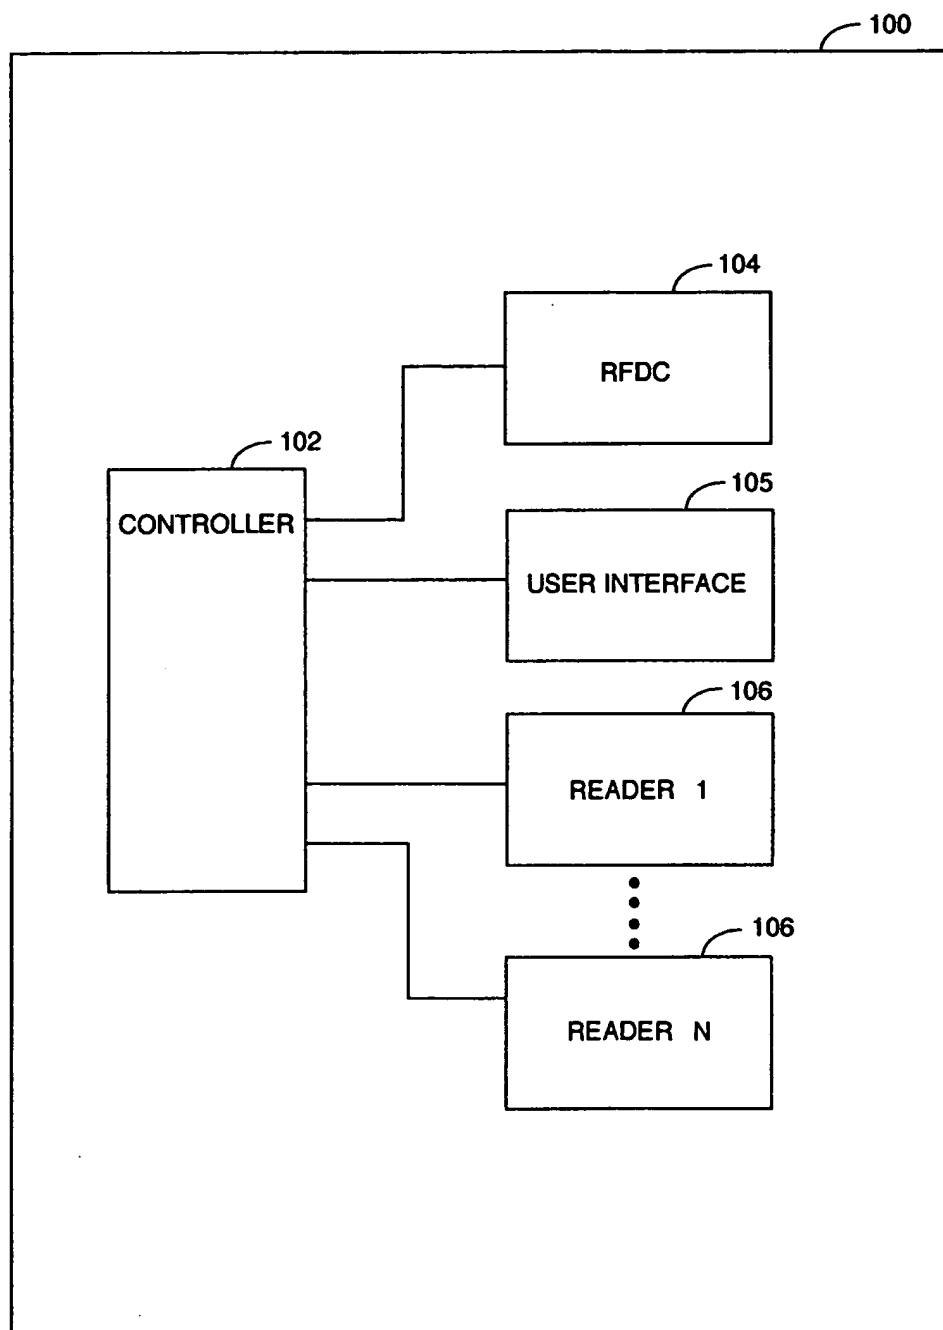 100
104
RFDC
102
CONTROLLER
105
USER INTERFACE
106
READER 1
106
READER N